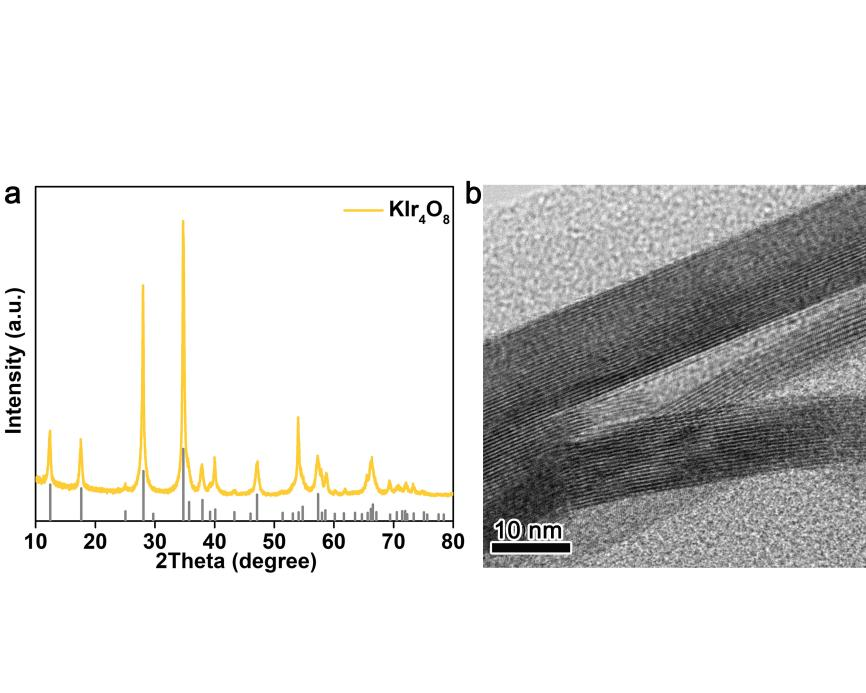 a
KIr₄O₈
Intensity (a.u.)
10 20 30 40 50 60 70 80
2Theta (degree)
b
10 nm